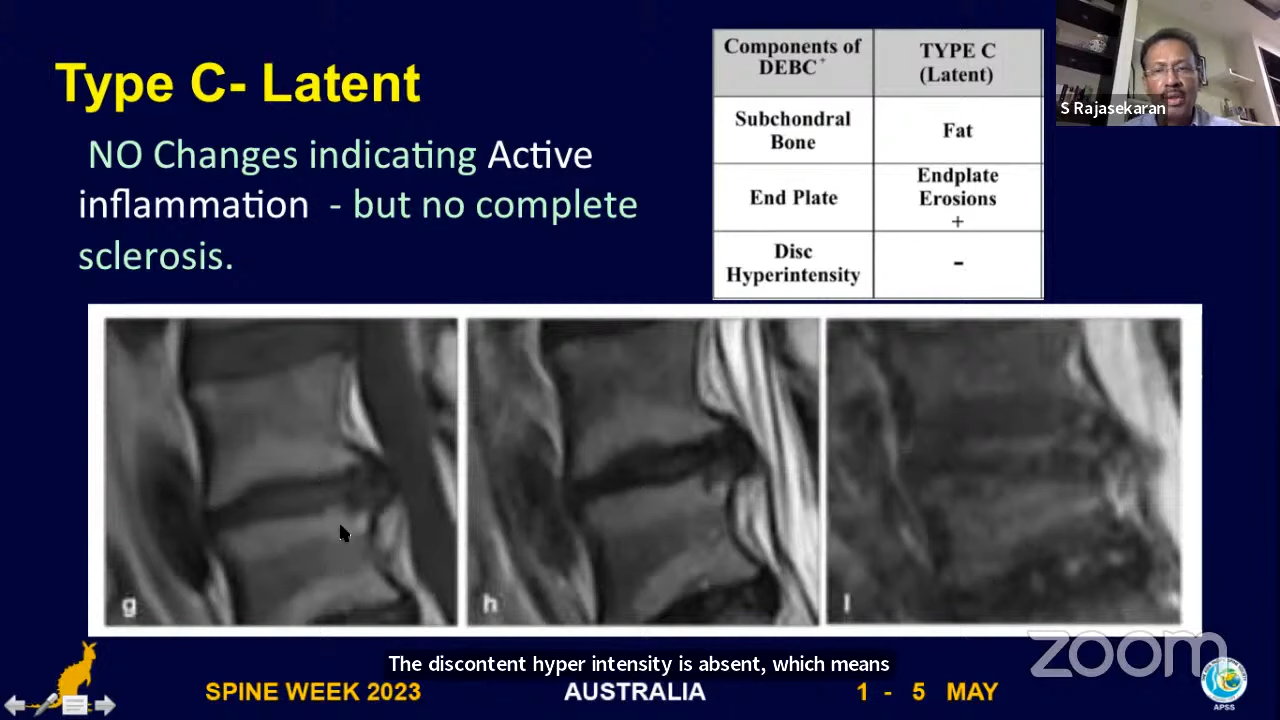 Type C- Latent
NO Changes indicating Active
inflammation - but no complete
sclerosis.
Components of
DEBC+
TYPE C
(Latent)
Subchondral
Bone
Fat
End Plate
Endplate
Erosions
+
Disc
Hyperintensity
-
S Rajasekaran
g
h
I
The discontent hyper intensity is absent, which means
zoom
SPINE WEEK 2023
AUSTRALIA
1 - 5 MAY
APSS